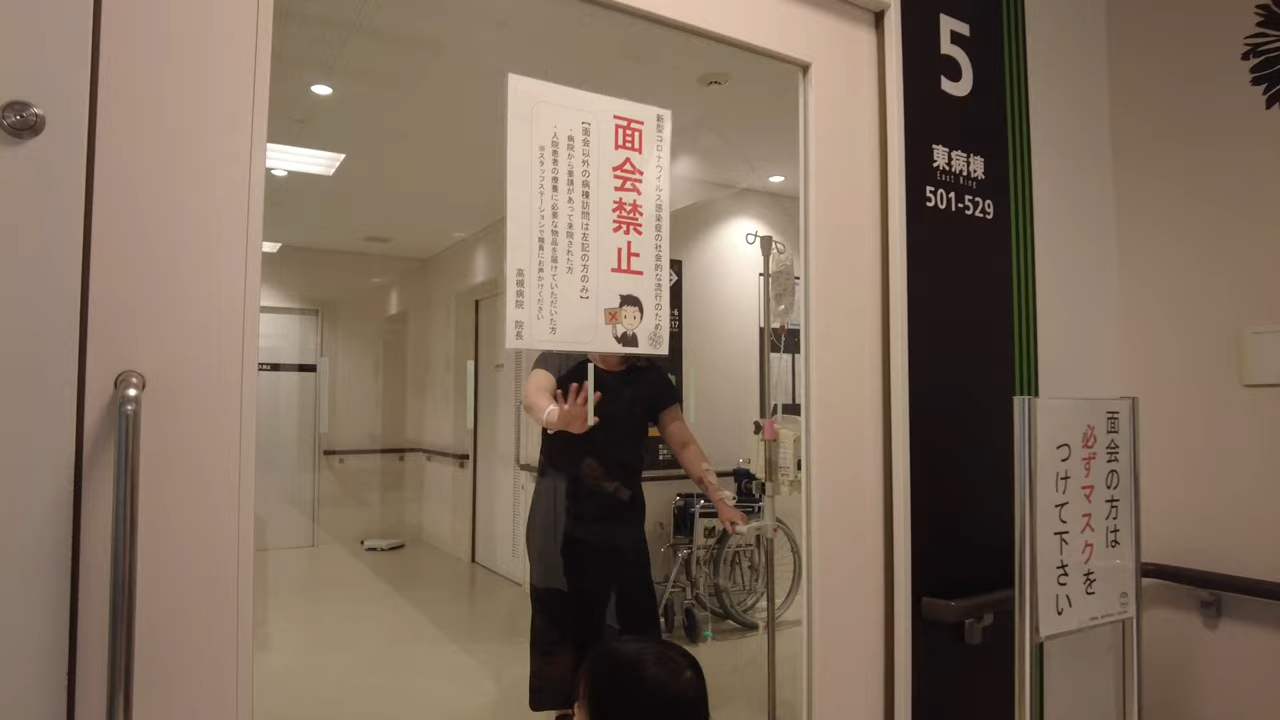 新型コロナウイルス感染症の社会的な流行のため
面会禁止
【面会以外の病棟訪問は左記の方のみ】
・病院から要請があって来院された方
・入院患者の療養に必要な物品を届けていただいた方
※スタッフステーションで職員にお声かけください
高槻病院 院長
5
東病棟
East Wing
501-529
面会の方は
必ずマスクを
つけて下さい